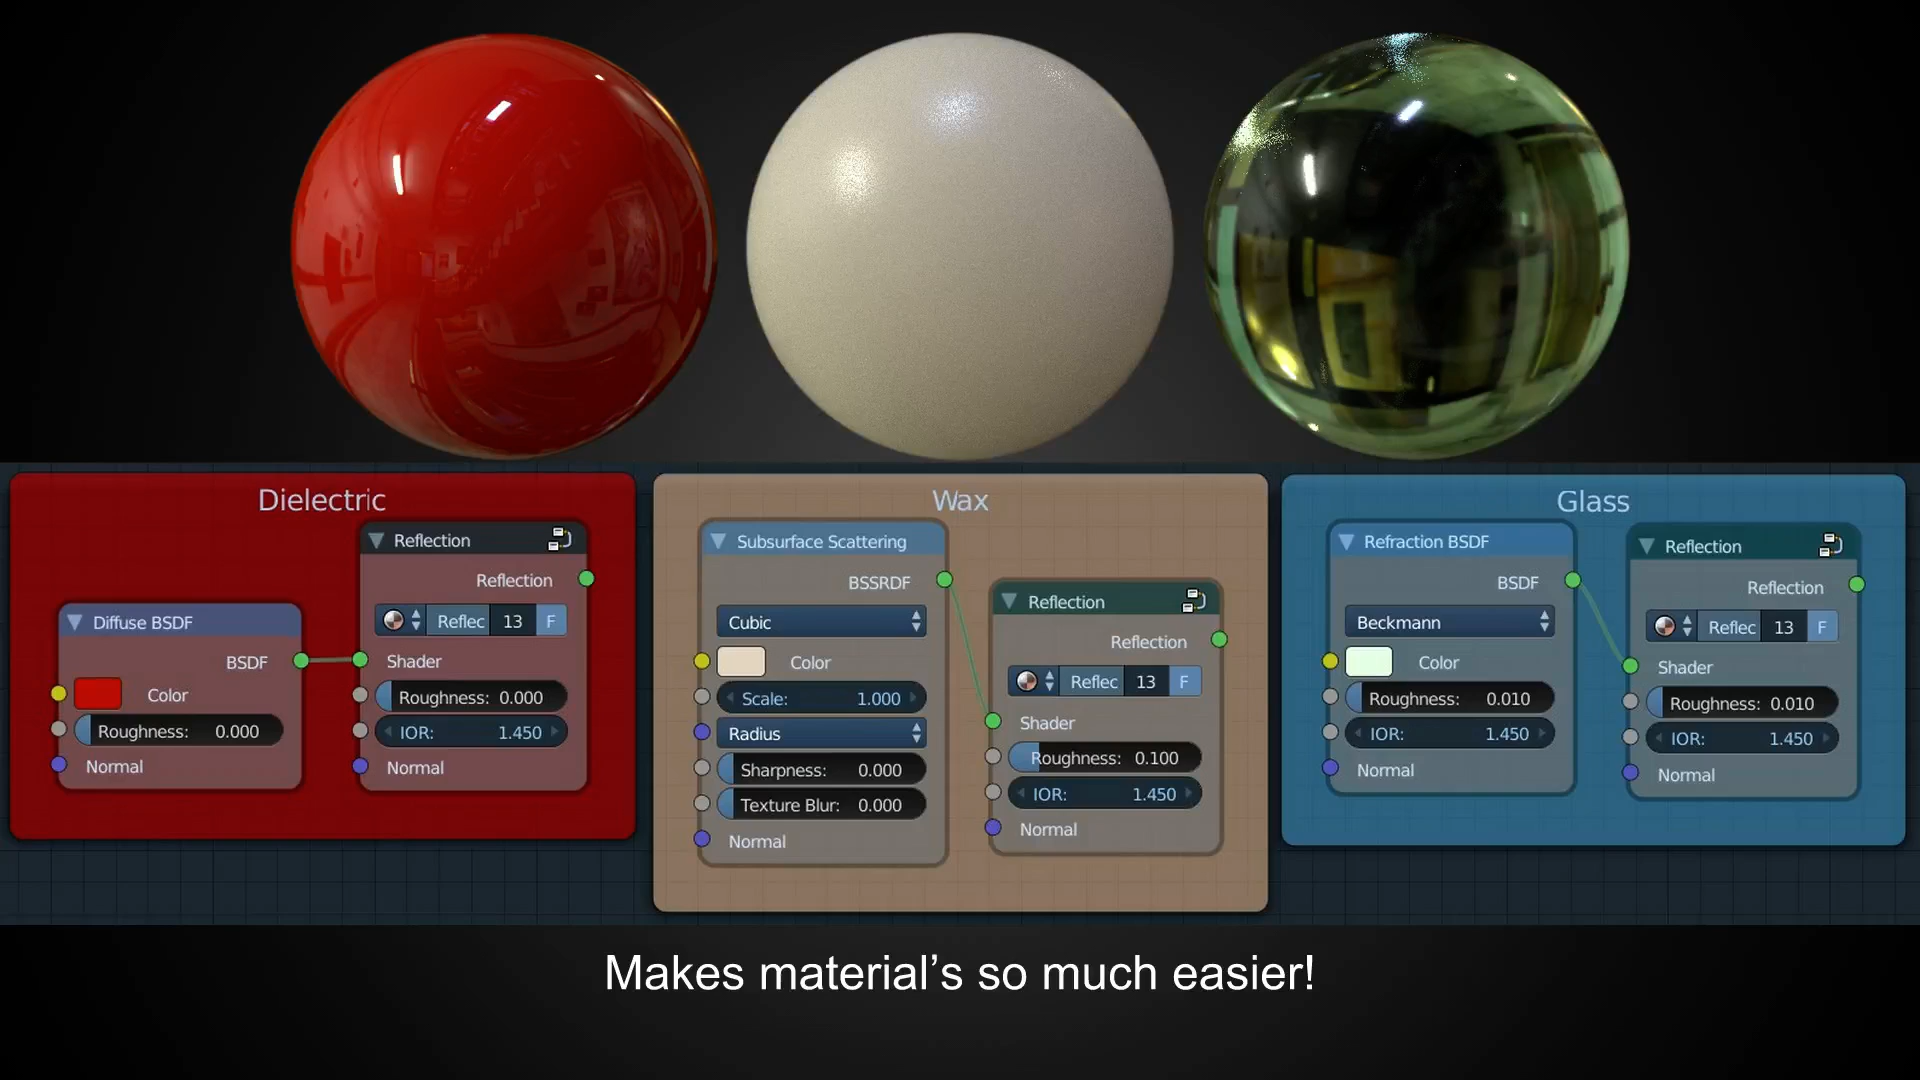 Dielectric
Reflection
Reflection
Reflec 13 F
Diffuse BSDF
BSDF
Shader
Color
Roughness: 0.000
Roughness: 0.000
IOR: 1.450
Normal
Normal
Wax
Subsurface Scattering
BSSRDF
Cubic
Color
Scale: 1.000
Radius
Sharpness: 0.000
Texture Blur: 0.000
Normal
Reflection
Reflection
Reflec 13 F
Shader
Roughness: 0.100
IOR: 1.450
Normal
Glass
Refraction BSDF
BSDF
Beckmann
Color
Roughness: 0.010
IOR: 1.450
Normal
Reflection
Reflection
Reflec 13 F
Shader
Roughness: 0.010
IOR: 1.450
Normal
Makes material’s so much easier!